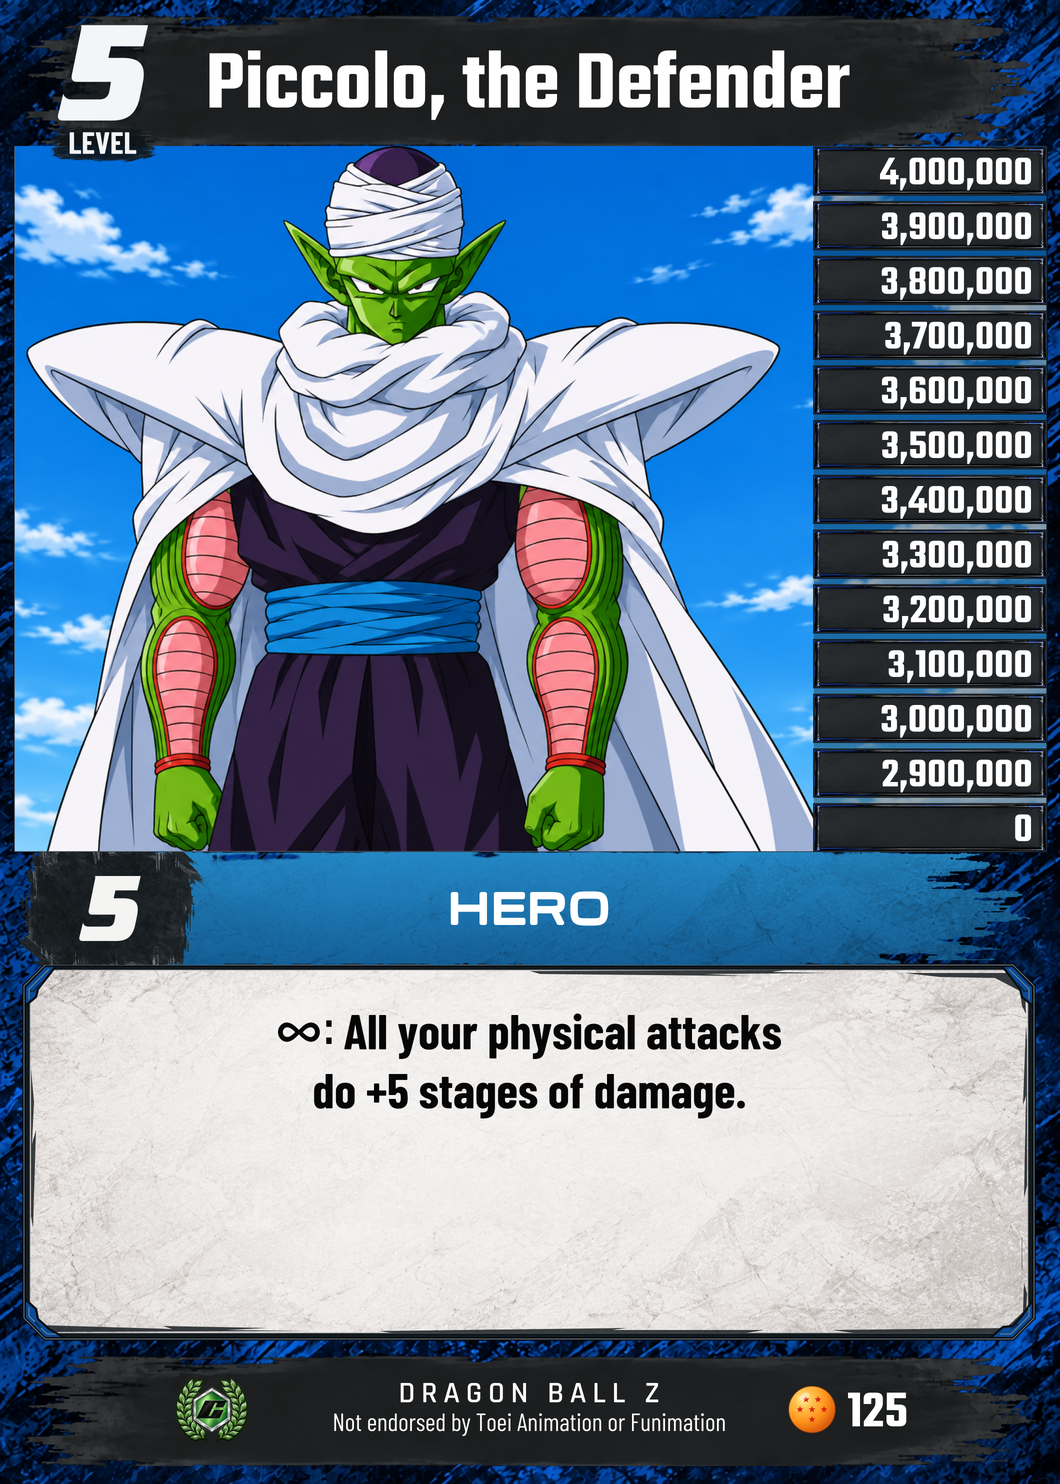 5
LEVEL
Piccolo, the Defender
4,000,000
3,900,000
3,800,000
3,700,000
3,600,000
3,500,000
3,400,000
3,300,000
3,200,000
3,100,000
3,000,000
2,900,000
0
5
HERO
∞: All your physical attacks
do +5 stages of damage.
DRAGON BALL Z
Not endorsed by Toei Animation or Funimation
125